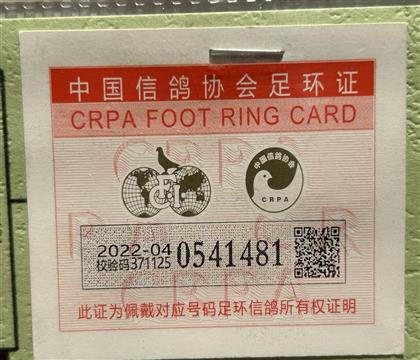 中国信鸽协会足环证
CRPA FOOT RING CARD
中国信鸽协会
CRPA
2022-04
校验码371125
0541481
此证为佩戴对应号码足环信鸽所有权证明